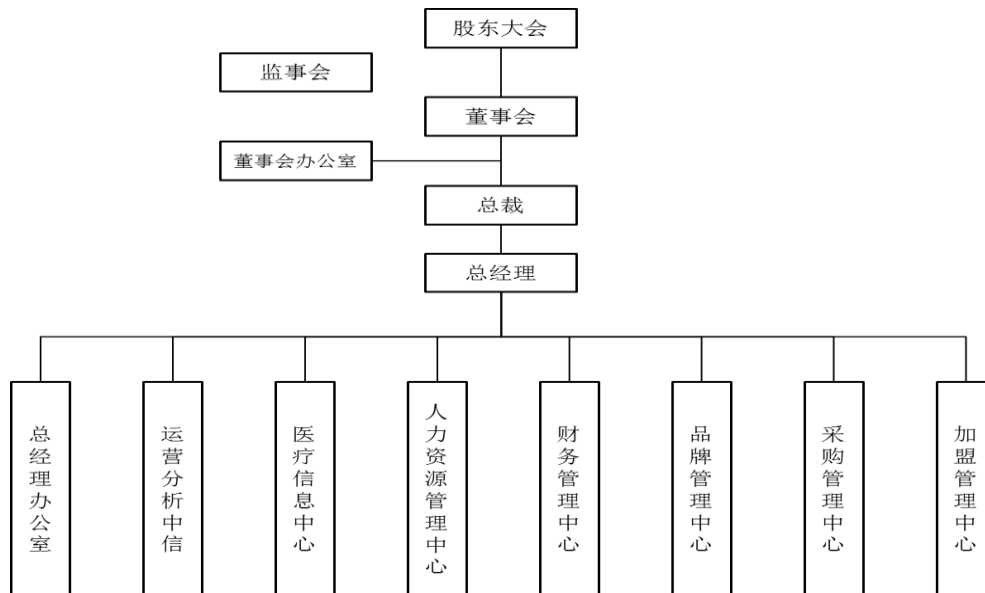 股东大会
监事会
董事会
董事会办公室
总裁
总经理
总经理办公室
运营分析中信
医疗信息中心
人力资源管理中心
财务管理中心
品牌管理中心
采购管理中心
加盟管理中心